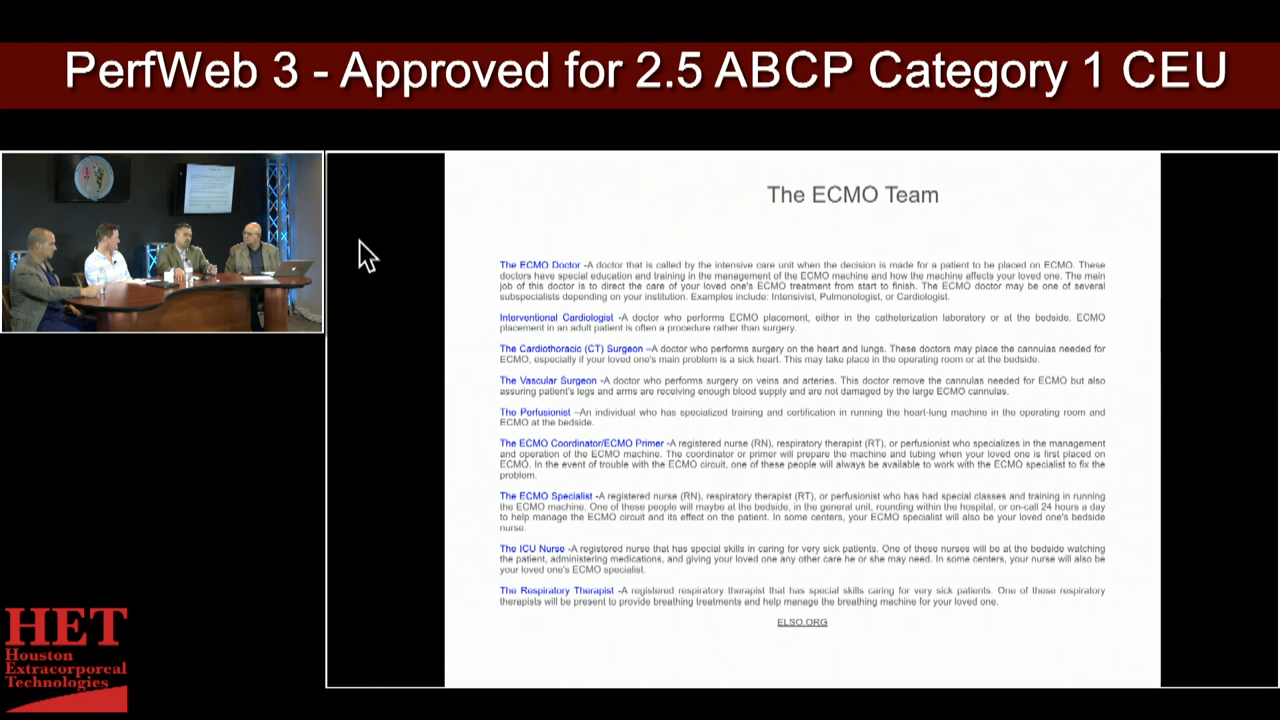 PerfWeb 3 - Approved for 2.5 ABCP Category 1 CEU
The ECMO Team
The ECMO Doctor -A doctor that is called by the intensive care unit when the decision is made for a patient to be placed on ECMO. These
doctors have special education and training in the management of the ECMO machine and how the machine affects your loved one. The main
job of this doctor is to direct the care of your loved one's ECMO treatment from start to finish. The ECMO doctor may be one of several
subspecialists depending on your institution. Examples include: Intensivist, Pulmonologist, or Cardiologist.
Interventional Cardiologist -A doctor who performs ECMO placement, either in the catheterization laboratory or at the bedside. ECMO
placement in an adult patient is often a procedure rather than surgery.
The Cardiothoracic (CT) Surgeon –A doctor who performs surgery on the heart and lungs. These doctors may place the cannulas needed for
ECMO, especially if your loved one's main problem is a sick heart. This may take place in the operating room or at the bedside.
The Vascular Surgeon -A doctor who performs surgery on veins and arteries. This doctor remove the cannulas needed for ECMO but also
assuring patient's legs and arms are receiving enough blood supply and are not damaged by the large ECMO cannulas.
The Perfusionist –An individual who has specialized training and certification in running the heart-lung machine in the operating room and
ECMO at the bedside.
The ECMO Coordinator/ECMO Primer -A registered nurse (RN), respiratory therapist (RT), or perfusionist who specializes in the management
and operation of the ECMO machine. The coordinator or primer will prepare the machine and tubing when your loved one is first placed on
ECMO. In the event of trouble with the ECMO circuit, one of these people will always be available to work with the ECMO specialist to fix the
problem.
The ECMO Specialist -A registered nurse (RN), respiratory therapist (RT), or perfusionist who has had special classes and training in running
the ECMO machine. One of these people will maybe at the bedside, in the general unit, rounding within the hospital, or on-call 24 hours a day
to help manage the ECMO circuit and its effect on the patient. In some centers, your ECMO specialist will also be your loved one's bedside
nurse.
The ICU Nurse -A registered nurse that has special skills in caring for very sick patients. One of these nurses will be at the bedside watching
the patient, administering medications, and giving your loved one any other care he or she may need. In some centers, your nurse will also be
your loved one's ECMO specialist.
The Respiratory Therapist -A registered respiratory therapist that has special skills caring for very sick patients. One of these respiratory
therapists will be present to provide breathing treatments and help manage the breathing machine for your loved one.
ELSO.ORG
HET
Houston
Extracorporeal
Technologies